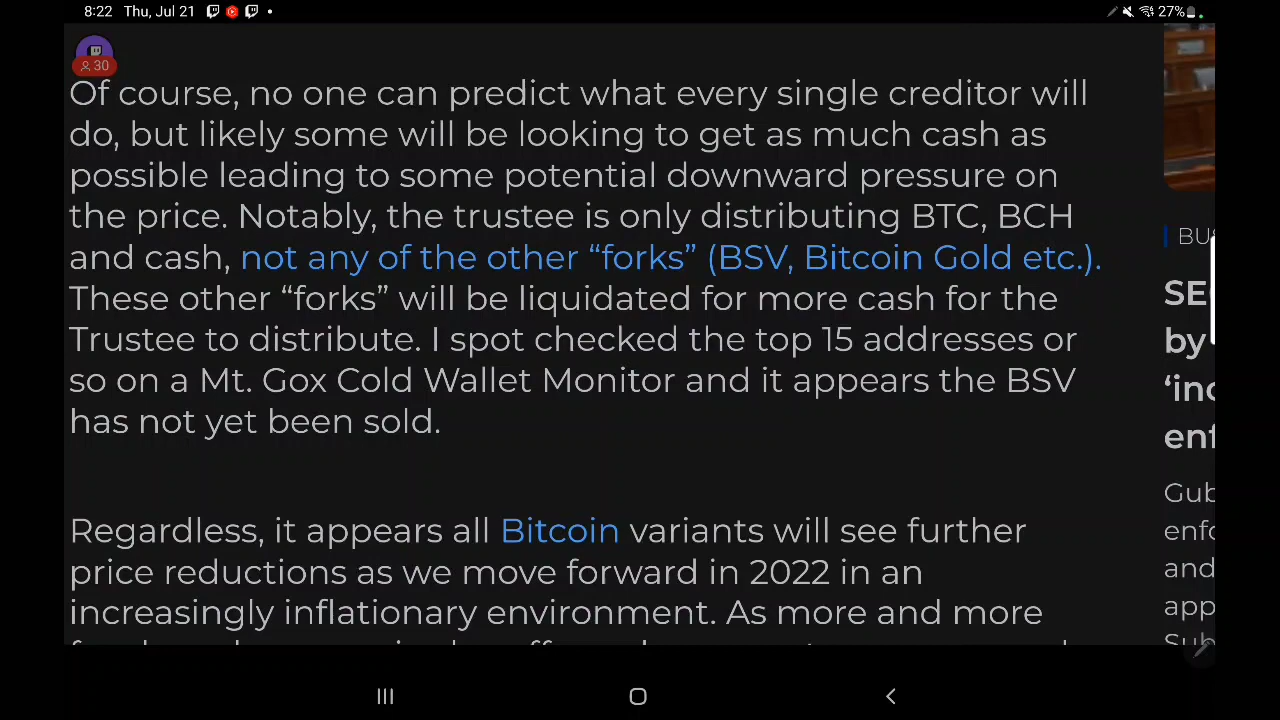 8:22 Thu, Jul 21
27%
30
Of course, no one can predict what every single creditor will
do, but likely some will be looking to get as much cash as
possible leading to some potential downward pressure on
the price. Notably, the trustee is only distributing BTC, BCH
and cash, not any of the other “forks” (BSV, Bitcoin Gold etc.).
These other “forks” will be liquidated for more cash for the
Trustee to distribute. I spot checked the top 15 addresses or
so on a Mt. Gox Cold Wallet Monitor and it appears the BSV
has not yet been sold.
Regardless, it appears all Bitcoin variants will see further
price reductions as we move forward in 2022 in an
increasingly inflationary environment. As more and more
by
and